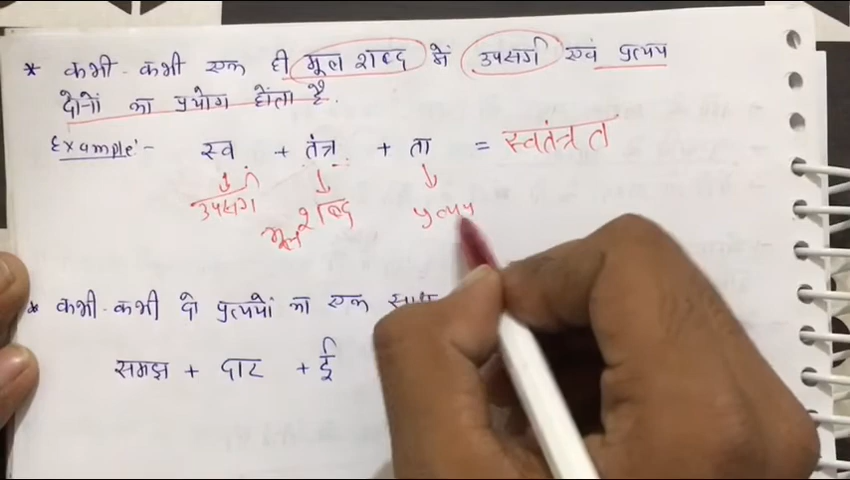 * कभी-कभी एक ही मूल शब्द में उपसर्ग एवं प्रत्यय
दोनों का प्रयोग होता है.
Example:- स्व + तंत्र + ता = स्वतंत्रत
उपसर्ग मूल शब्द प्रत्यय
* कभी-कभी दो प्रत्ययों का एक साथ
समझ + दार + ई